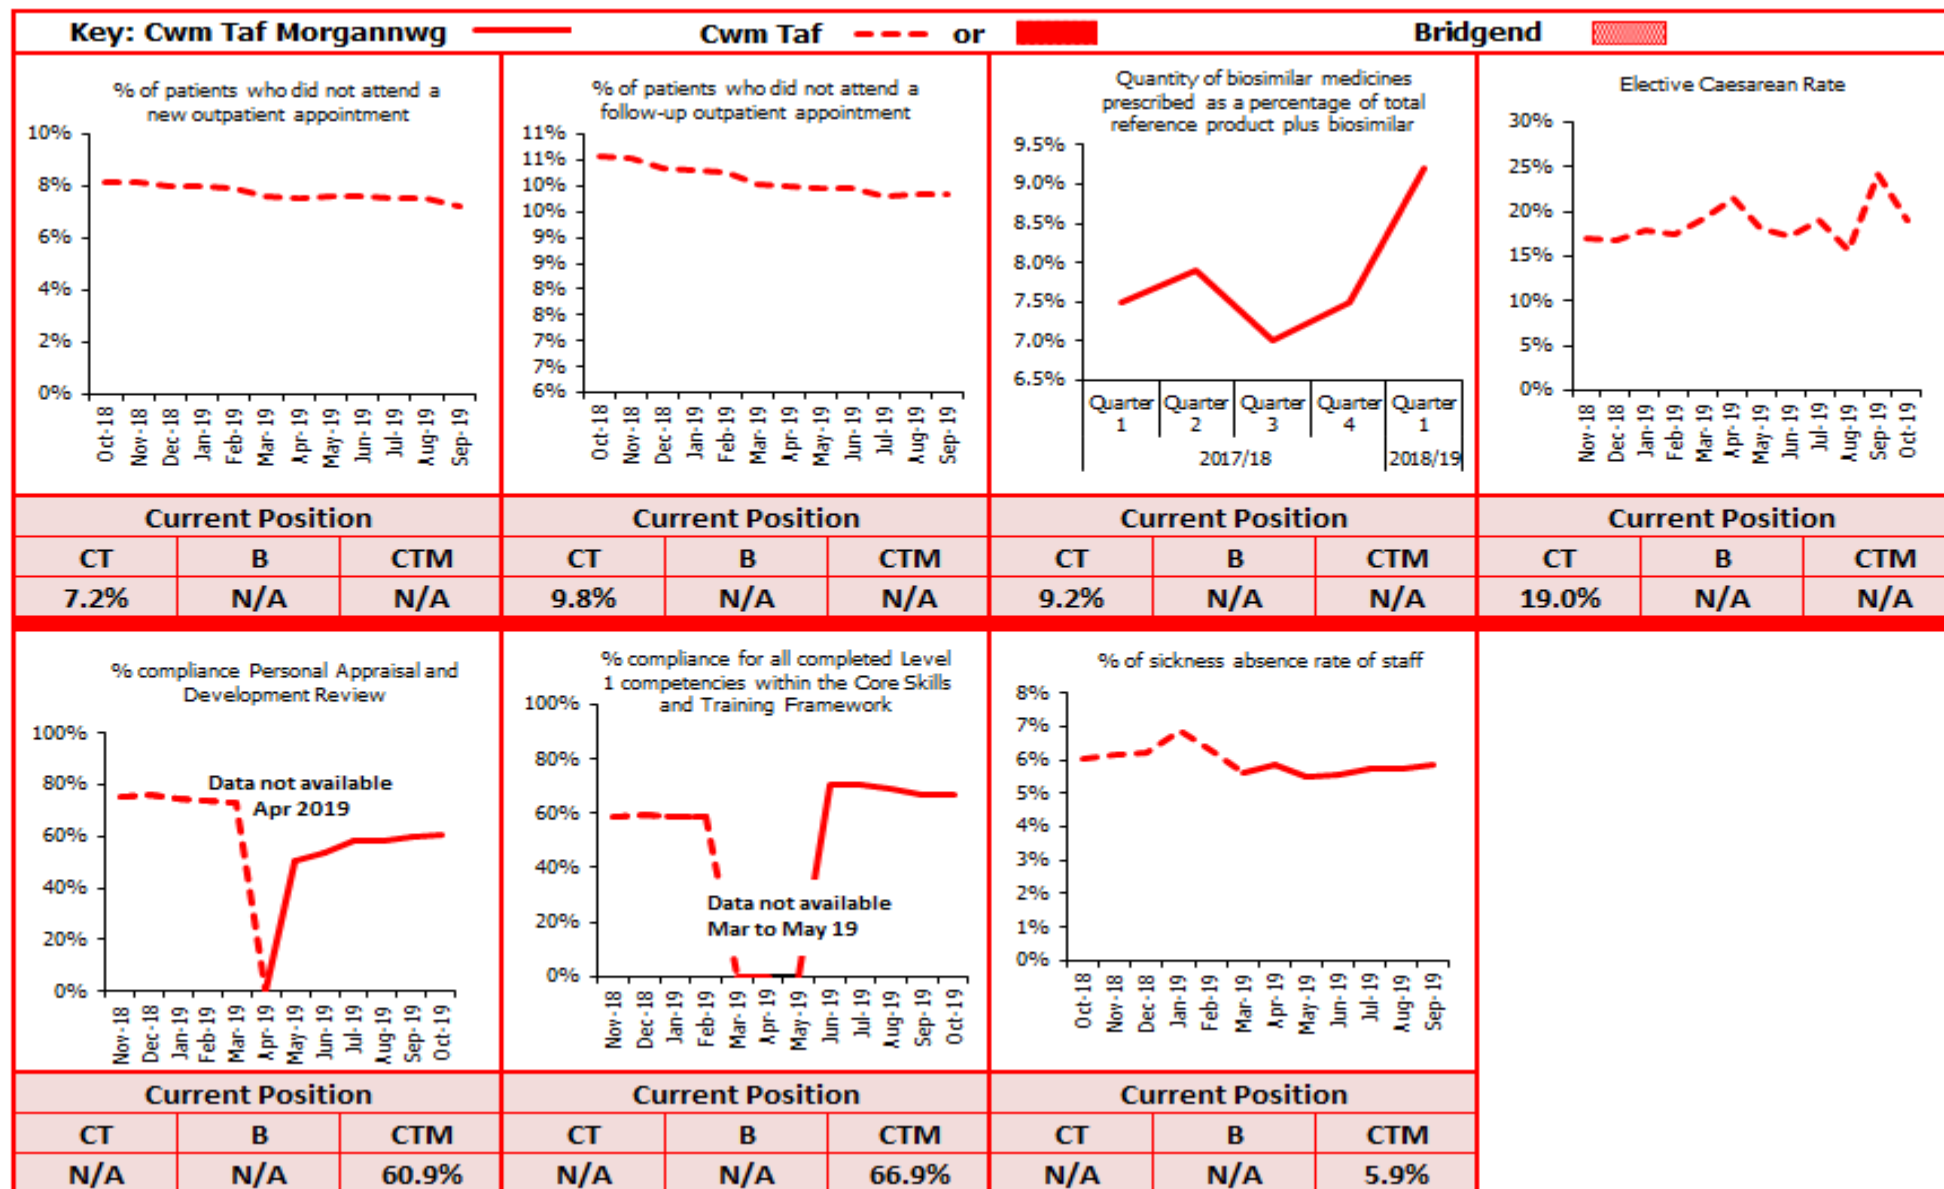 Key: Cwm Taf Morgannwg Cwm Taf or Bridgend
% of patients who did not attend a
new outpatient appointment
10%
8%
6%
4%
2%
0%
Oct-18 Nov-18 Dec-18 Jan-19 Feb-19 Mar-19 Apr-19 May-19 Jun-19 Jul-19 Aug-19 Sep-19
% of patients who did not attend a
follow-up outpatient appointment
11%
11%
10%
10%
9%
9%
8%
8%
7%
7%
6%
Oct-18 Nov-18 Dec-18 Jan-19 Feb-19 Mar-19 Apr-19 May-19 Jun-19 Jul-19 Aug-19 Sep-19
Quantity of biosimilar medicines
prescribed as a percentage of total
reference product plus biosimilar
9.5%
9.0%
8.5%
8.0%
7.5%
7.0%
6.5%
Quarter Quarter Quarter Quarter Quarter
1 2 3 4 1
2017/18 2018/19
Elective Caesarean Rate
30%
25%
20%
15%
10%
5%
0%
Nov-18 Dec-18 Jan-19 Feb-19 Mar-19 Apr-19 May-19 Jun-19 Jul-19 Aug-19 Sep-19 Oct-19
Current Position Current Position Current Position Current Position
CT B CTM CT B CTM CT B CTM CT B CTM
7.2% N/A N/A 9.8% N/A N/A 9.2% N/A N/A 19.0% N/A N/A
% compliance Personal Appraisal and
Development Review
100%
80%
60%
40%
20%
0%
Data not available
Apr 2019
Nov-18 Dec-18 Jan-19 Feb-19 Mar-19 Apr-19 May-19 Jun-19 Jul-19 Aug-19 Sep-19 Oct-19
% compliance for all completed Level
1 competencies within the Core Skills
and Training Framework
100%
80%
60%
40%
20%
0%
Data not available
Mar to May 19
Nov-18 Dec-18 Jan-19 Feb-19 Mar-19 Apr-19 May-19 Jun-19 Jul-19 Aug-19 Sep-19 Oct-19
% of sickness absence rate of staff
8%
7%
6%
5%
4%
3%
2%
1%
0%
Oct-18 Nov-18 Dec-18 Jan-19 Feb-19 Mar-19 Apr-19 May-19 Jun-19 Jul-19 Aug-19 Sep-19
Current Position Current Position Current Position
CT B CTM CT B CTM CT B CTM
N/A N/A 60.9% N/A N/A 66.9% N/A N/A 5.9%